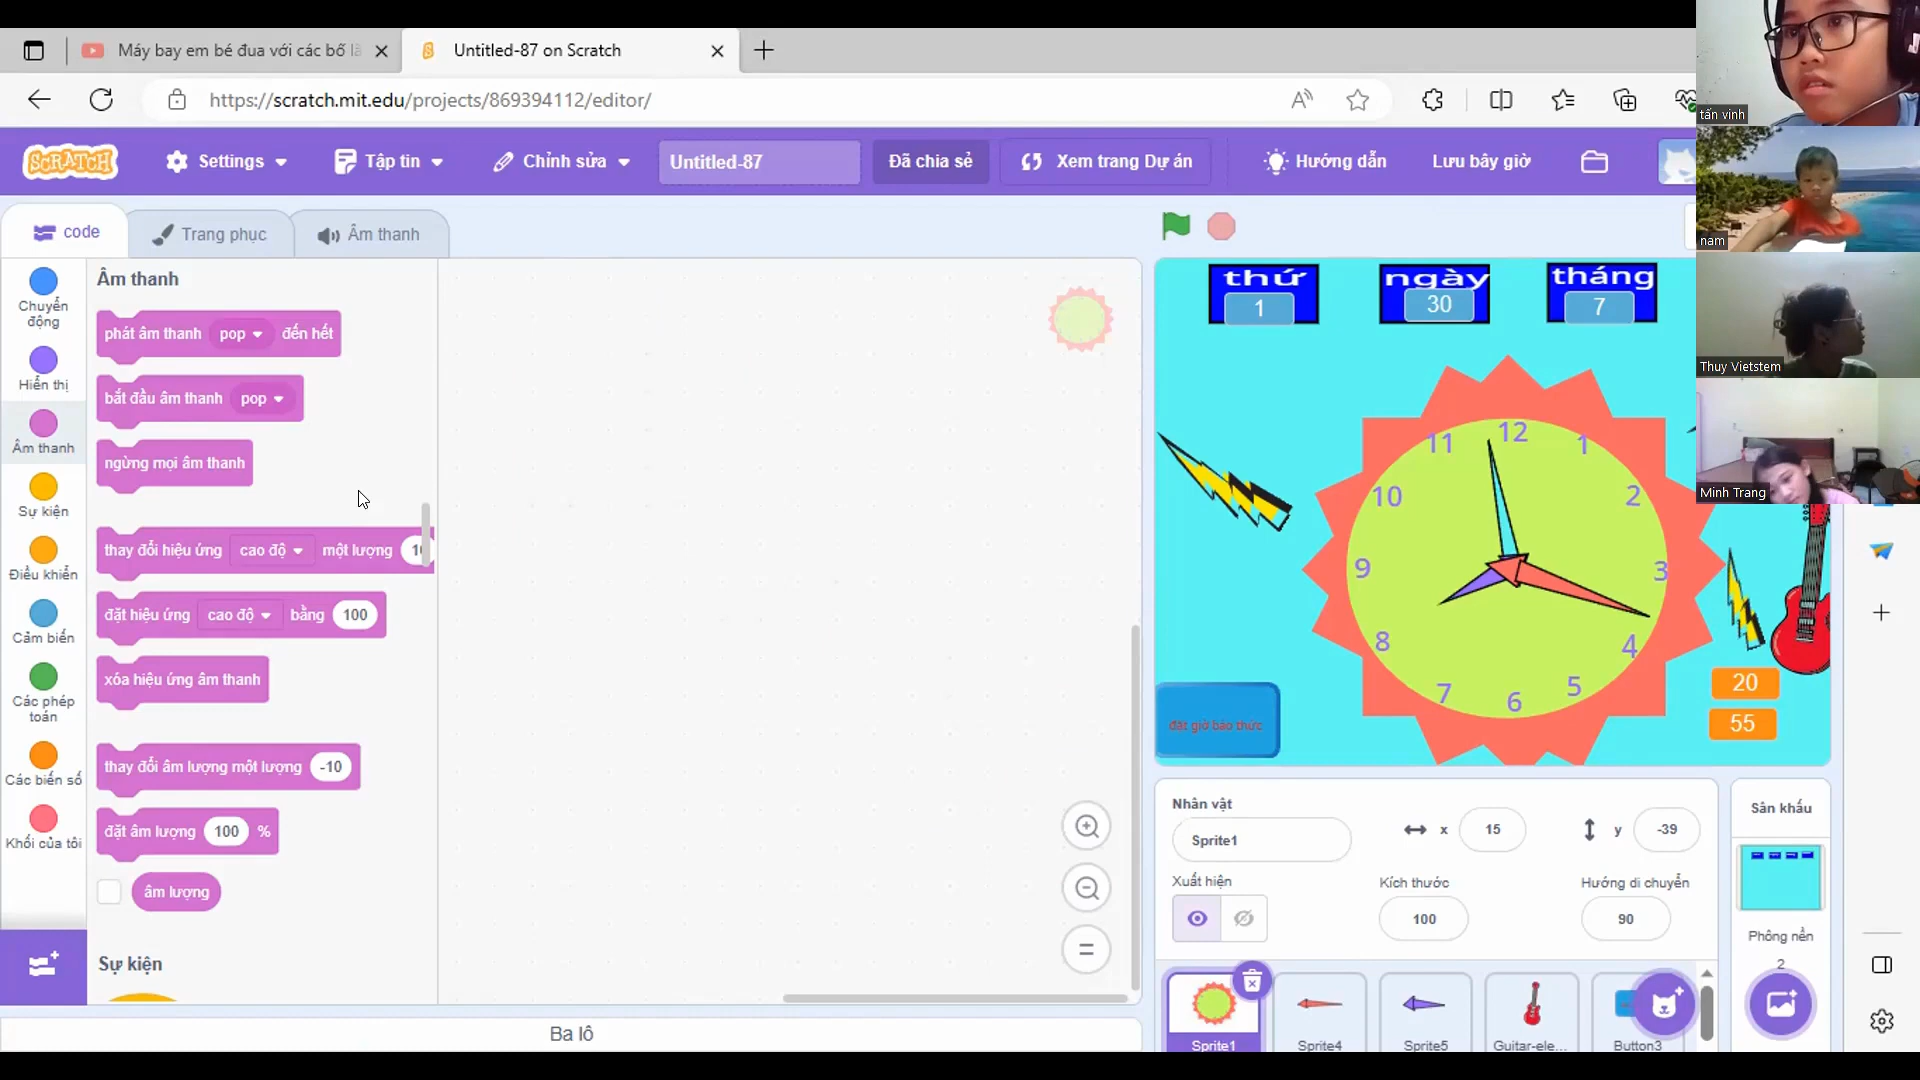 Máy bay em bé đua với các bố là
Untitled-87 on Scratch
https://scratch.mit.edu/projects/869394112/editor/
SCRATCH
Settings
Tập tin
Chỉnh sửa
Untitled-87
Đã chia sẻ
Xem trang Dự án
Hướng dẫn
Lưu bây giờ
code
Trang phục
Âm thanh
Chuyển động
Hiển thị
Âm thanh
Sự kiện
Điều khiển
Cảm biến
Các phép toán
Các biến số
Khối của tôi
Âm thanh
phát âm thanh pop đến hết
bắt đầu âm thanh pop
ngừng mọi âm thanh
thay đổi hiệu ứng cao độ một lượng 10
đặt hiệu ứng cao độ bằng 100
xóa hiệu ứng âm thanh
thay đổi âm lượng một lượng -10
đặt âm lượng 100 %
âm lượng
Sự kiện
Ba lô
thứ
1
ngày
30
tháng
7
12
1
2
3
4
5
6
7
8
9
10
11
đặt giờ báo thức
20
55
Nhân vật
Sprite1
x 15
y -39
Xuất hiện
Kích thước
100
Hướng di chuyển
90
Sprite1
Sprite4
Sprite5
Guitar-ele...
Button3
Sân khấu
Phông nền
2
tấn vinh
nam
Thuy Vietstem
Minh Trang